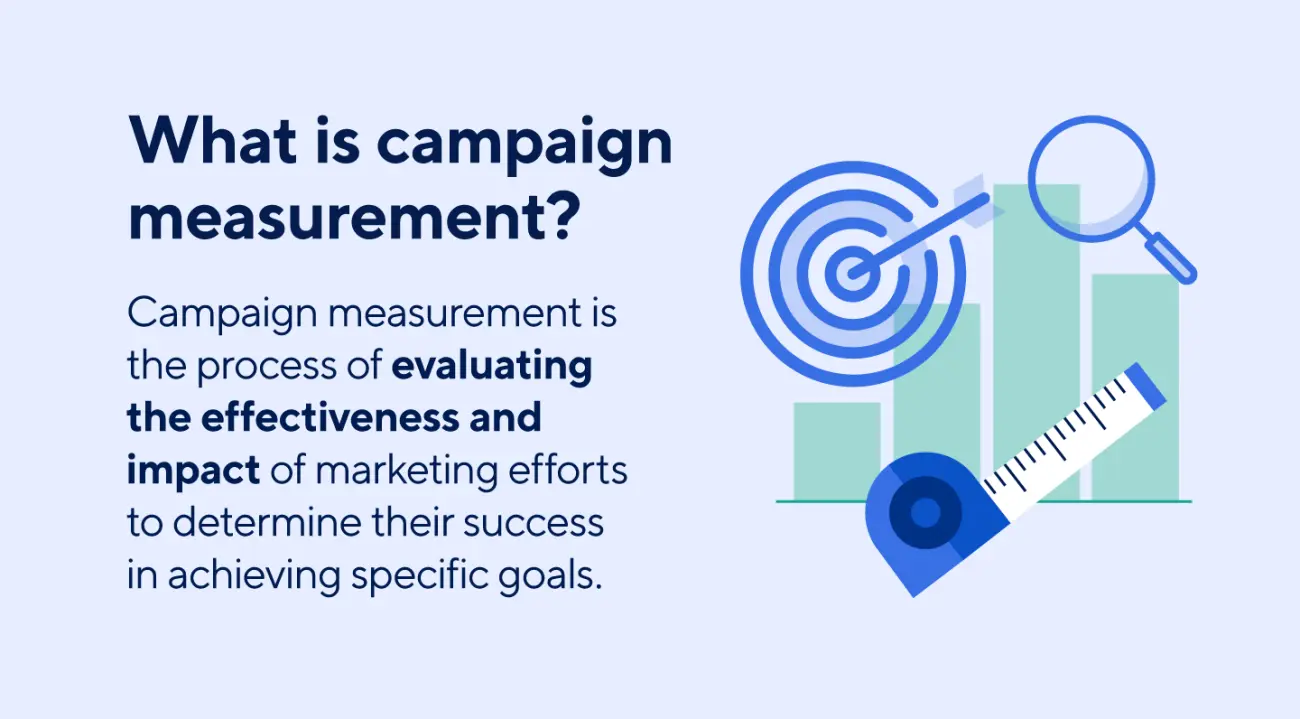 What is campaign
measurement?
Campaign measurement is
the process of evaluating
the effectiveness and
impact of marketing efforts
to determine their success
in achieving specific goals.